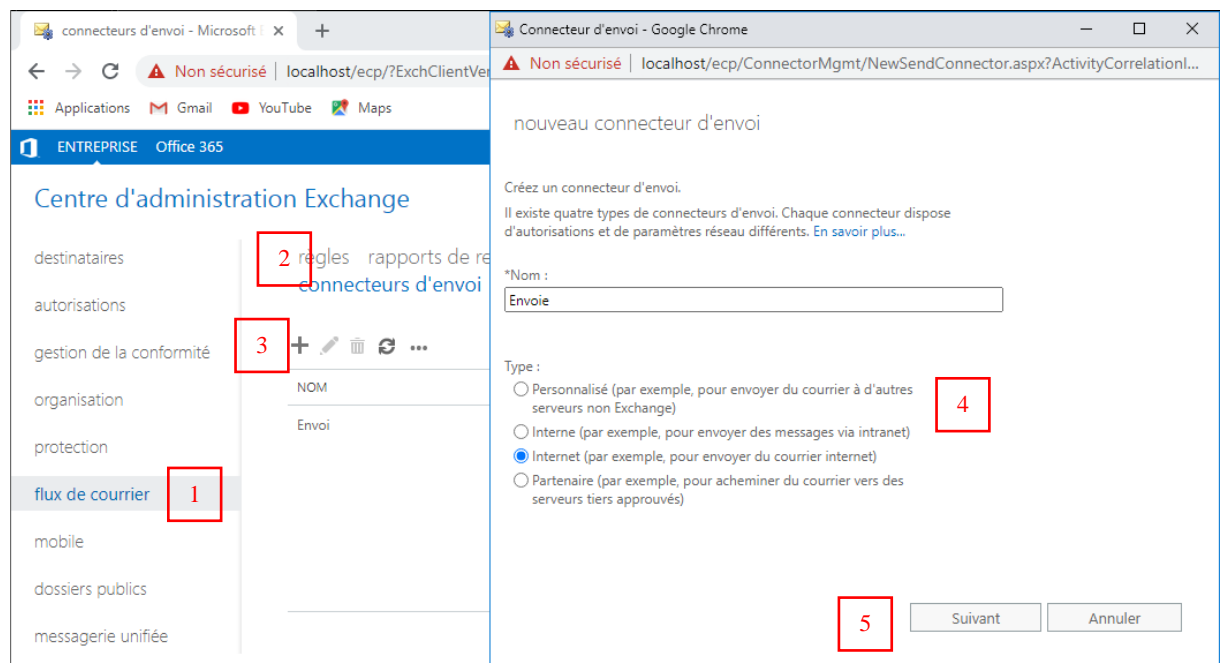 connecteurs d'envoi - Microsoft
Non sécurisé
localhost/ecp/?ExchClientVer
Applications
Gmail
YouTube
Maps
ENTREPRISE
Office 365
Centre d'administration Exchange
destinataires
autorisations
gestion de la conformité
organisation
protection
flux de courrier
1
mobile
dossiers publics
messagerie unifiée
2
règles rapports de re
connecteurs d'envoi
3
NOM
Envoi
Connecteur d'envoi - Google Chrome
Non sécurisé
localhost/ecp/ConnectorMgmt/NewSendConnector.aspx?ActivityCorrelationI...
nouveau connecteur d'envoi
Créez un connecteur d'envoi.
Il existe quatre types de connecteurs d'envoi. Chaque connecteur dispose
d'autorisations et de paramètres réseau différents. En savoir plus...
*Nom :
Envoie
Type :
Personnalisé (par exemple, pour envoyer du courrier à d'autres
serveurs non Exchange)
4
Interne (par exemple, pour envoyer des messages via intranet)
Internet (par exemple, pour envoyer du courrier internet)
Partenaire (par exemple, pour acheminer du courrier vers des
serveurs tiers approuvés)
5
Suivant
Annuler